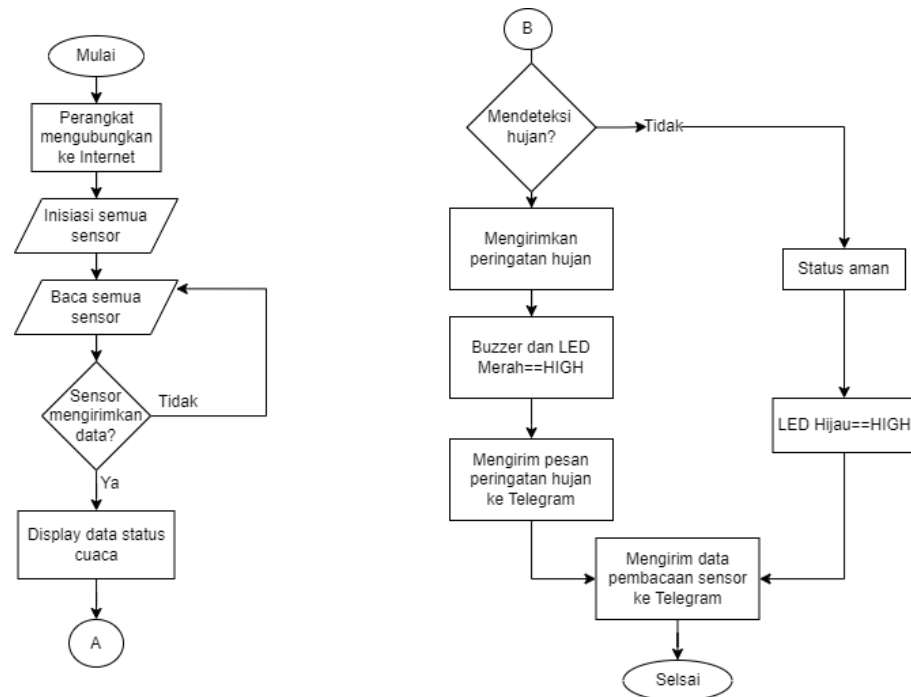 Mulai
Perangkat
mengubungkan
ke Internet
Inisiasi semua
sensor
Baca semua
sensor
Sensor
mengirimkan
data?
Tidak
Ya
Display data status
cuaca
A
B
Mendeteksi
hujan?
Tidak
Mengirimkan
peringatan hujan
Status aman
Buzzer dan LED
Merah==HIGH
LED Hijau==HIGH
Mengirim pesan
peringatan hujan
ke Telegram
Mengirim data
pembacaan sensor
ke Telegram
Selsai